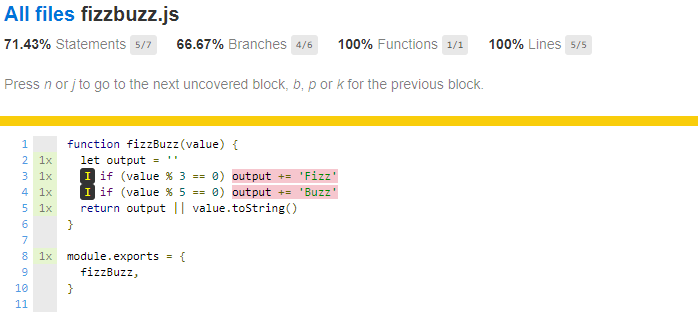 All files fizzbuzz.js
71.43% Statements 5/7 66.67% Branches 4/6 100% Functions 1/1 100% Lines 5/5
Press n or j to go to the next uncovered block, b, p or k for the previous block.
1 function fizzBuzz(value) {
2 1x let output = ''
3 1x I if (value % 3 == 0) output += 'Fizz'
4 1x I if (value % 5 == 0) output += 'Buzz'
5 1x return output || value.toString()
6 }
7
8 1x module.exports = {
9 fizzBuzz,
10 }
11